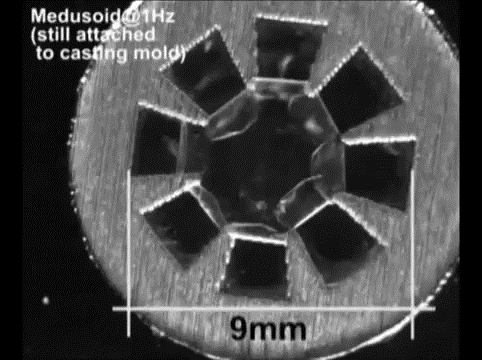 Medusoid@1Hz
(still attached
to casting mold)
9mm